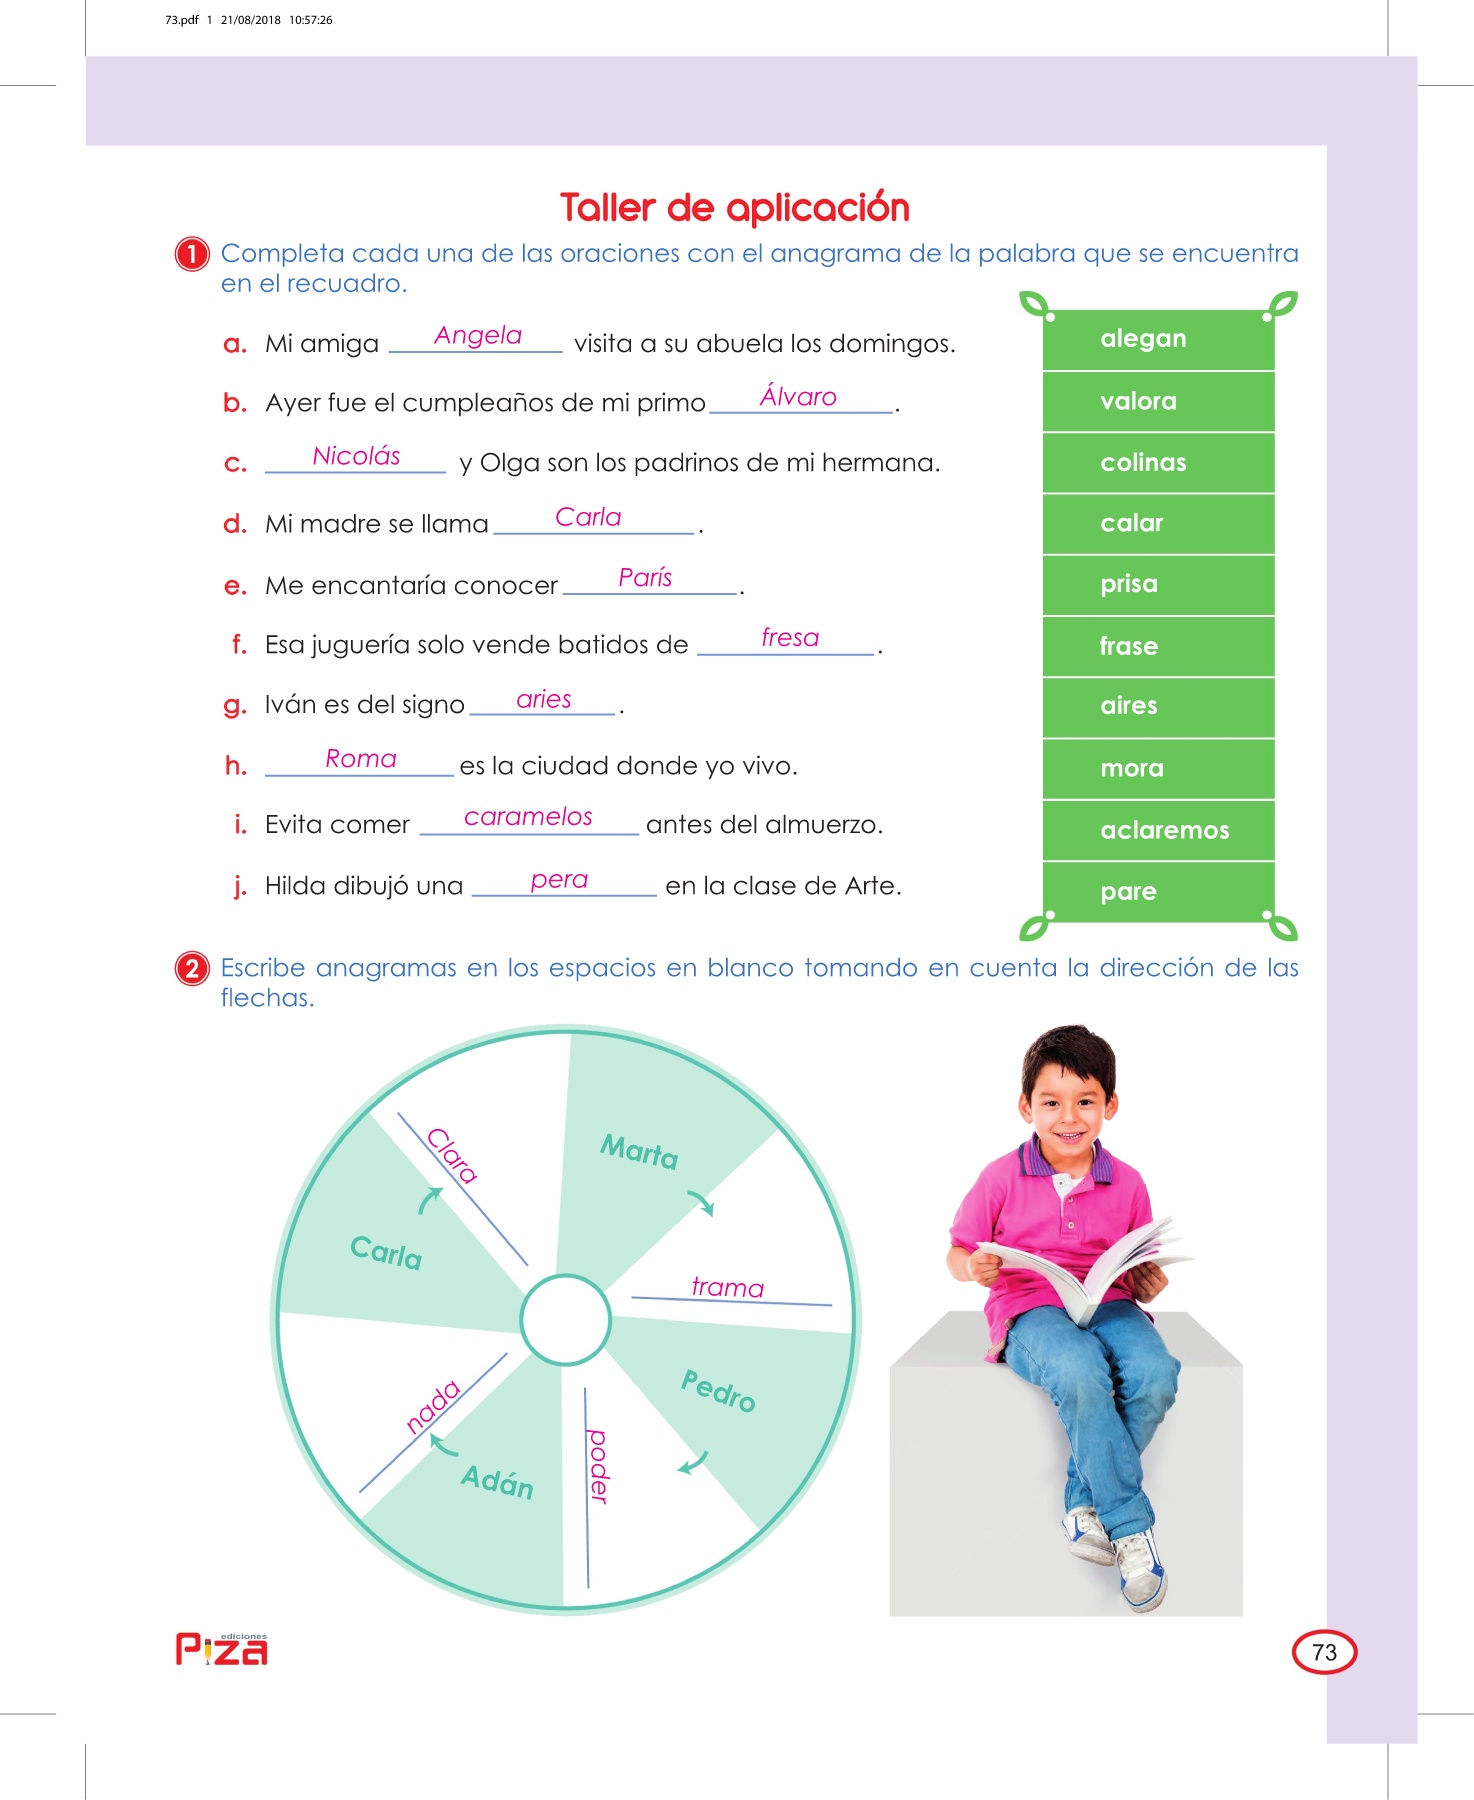 73.pdf 1 21/08/2018 10:57:26
Taller de aplicación
1 Completa cada una de las oraciones con el anagrama de la palabra que se encuentra
en el recuadro.
a. Mi amiga Angela visita a su abuela los domingos.
b. Ayer fue el cumpleaños de mi primo Álvaro.
c. Nicolás y Olga son los padrinos de mi hermana.
d. Mi madre se llama Carla.
e. Me encantaría conocer París.
f. Esa juguería solo vende batidos de fresa.
g. Iván es del signo aries.
h. Roma es la ciudad donde yo vivo.
i. Evita comer caramelos antes del almuerzo.
j. Hilda dibujó una pera en la clase de Arte.
alegan
valora
colinas
calar
prisa
frase
aires
mora
aclaremos
pare
2 Escribe anagramas en los espacios en blanco tomando en cuenta la dirección de las
flechas.
Marta
trama
Pedro
poder
Adán
nada
Carla
Clara
ediciones
Piza
73